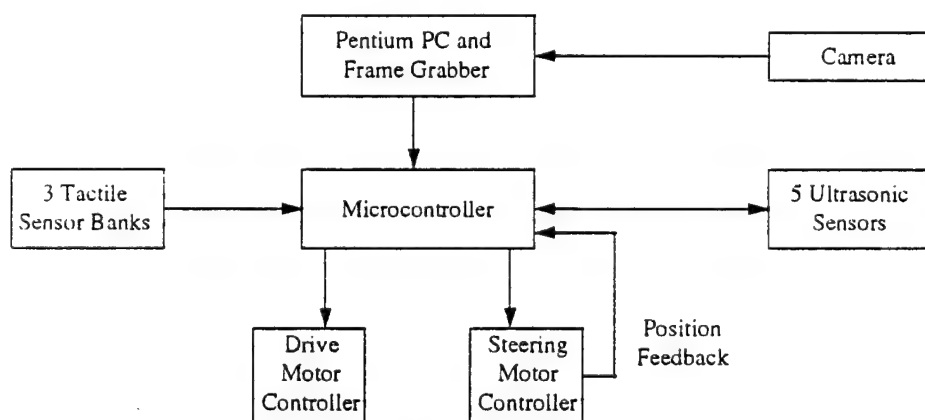 Pentium PC and
Frame Grabber
Camera
3 Tactile
Sensor Banks
Microcontroller
5 Ultrasonic
Sensors
Drive
Motor
Controller
Steering
Motor
Controller
Position
Feedback